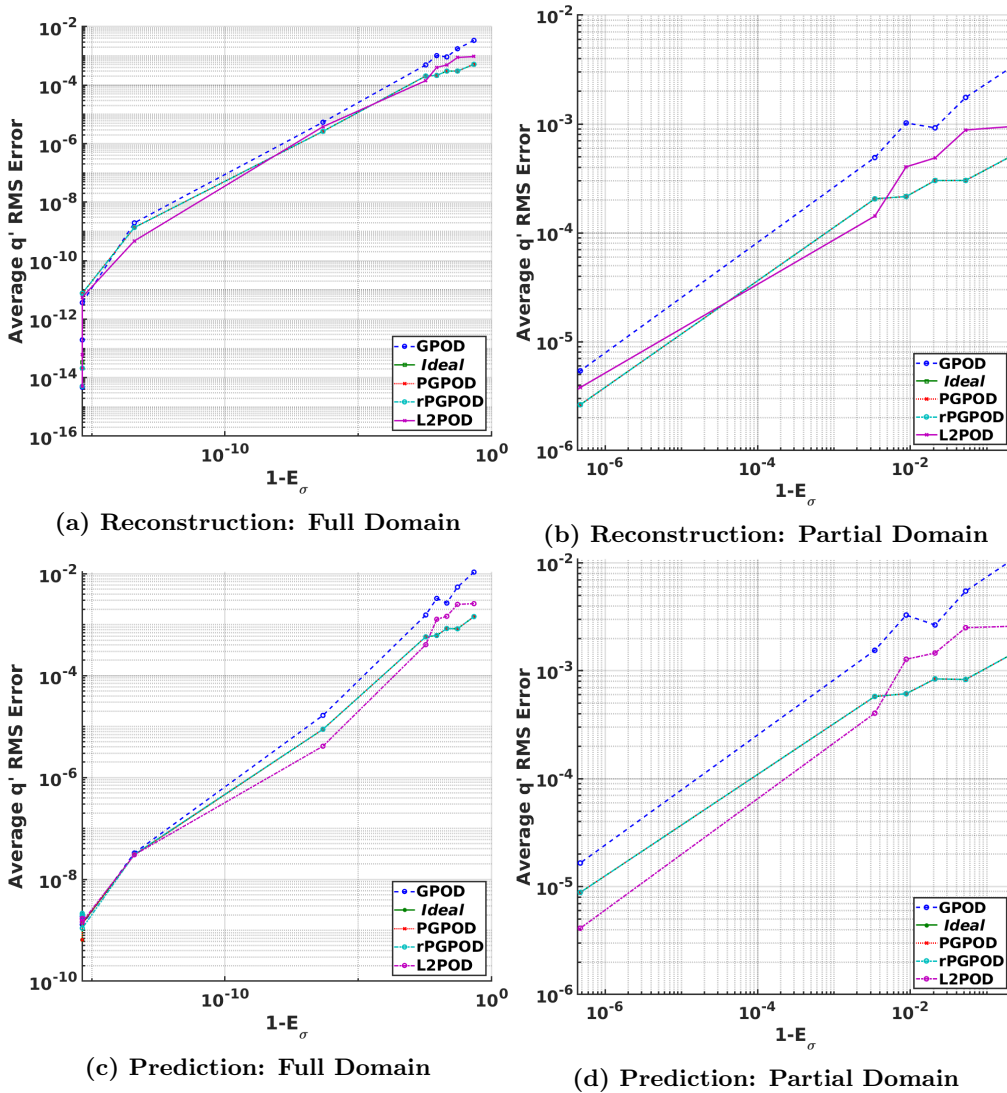 10^-2
10^-4
10^-6
10^-8
10^-10
10^-12
10^-14
10^-16
Average q' RMS Error
10^-10
10^0
1-E_σ
GPOD
Ideal
PGPOD
rPGPOD
L2POD
(a) Reconstruction: Full Domain
10^-2
10^-3
10^-4
10^-5
10^-6
Average q' RMS Error
10^-6
10^-4
10^-2
1-E_σ
GPOD
Ideal
PGPOD
rPGPOD
L2POD
(b) Reconstruction: Partial Domain
10^-2
10^-4
10^-6
10^-8
10^-10
Average q' RMS Error
10^-10
10^0
1-E_σ
GPOD
Ideal
PGPOD
rPGPOD
L2POD
(c) Prediction: Full Domain
10^-2
10^-3
10^-4
10^-5
10^-6
Average q' RMS Error
10^-6
10^-4
10^-2
1-E_σ
GPOD
Ideal
PGPOD
rPGPOD
L2POD
(d) Prediction: Partial Domain